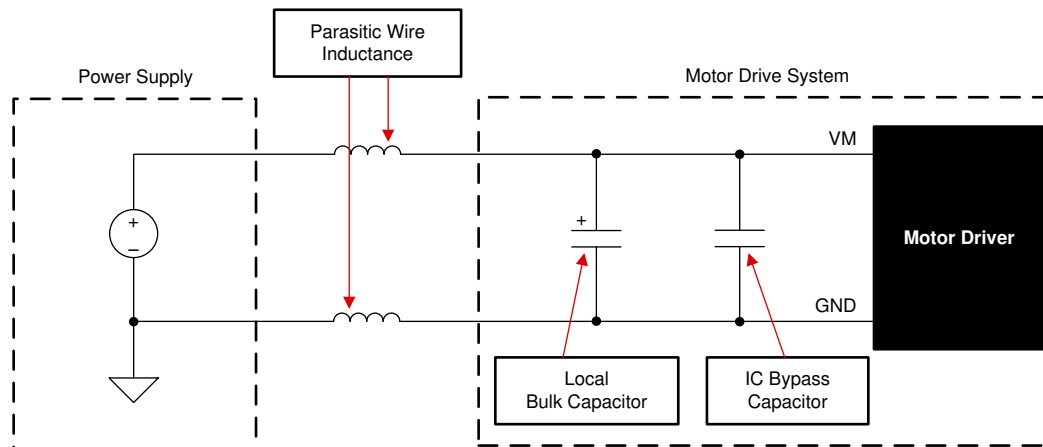 Parasitic Wire
Inductance
Power Supply
Motor Drive System
VM
+
–
+
Motor Driver
GND
Local
Bulk Capacitor
IC Bypass
Capacitor